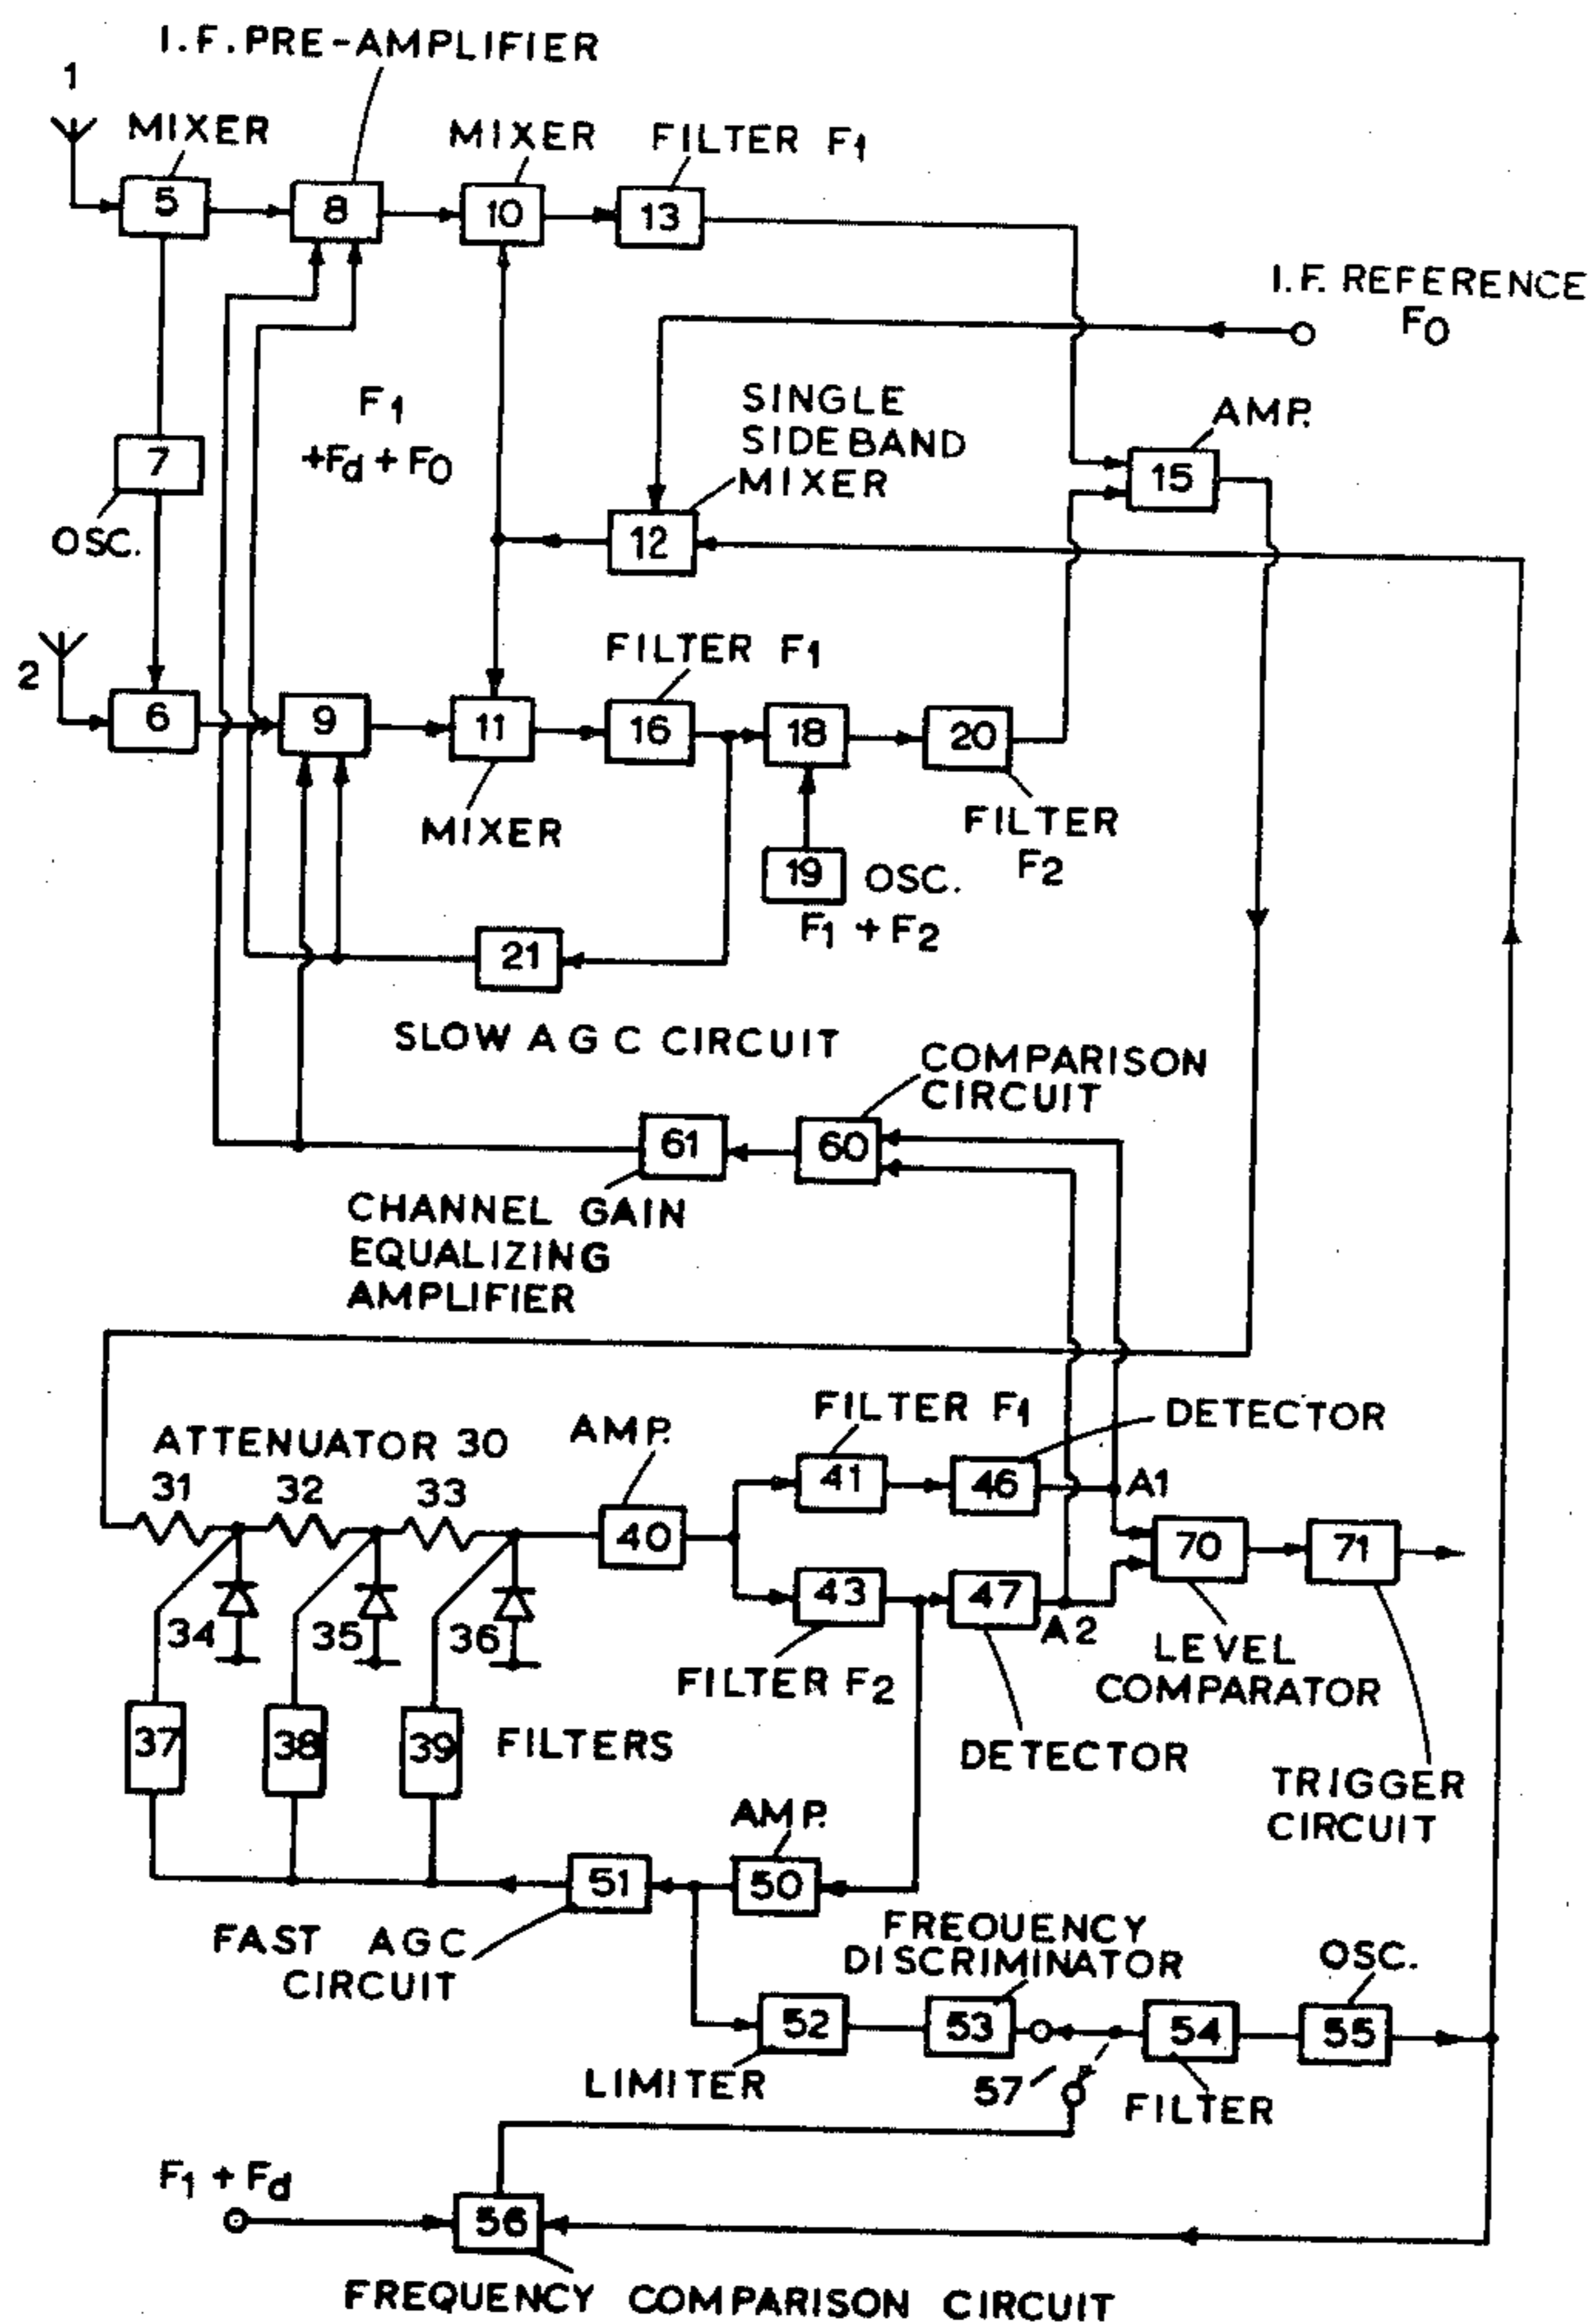 I.F. PRE-AMPLIFIER
1
MIXER
MIXER
FILTER F1
5
8
10
13
I.F. REFERENCE
F0
F1
+Fd + F0
SINGLE
SIDEBAND
MIXER
AMP.
7
15
OSC.
12
2
FILTER F1
6
9
11
16
18
20
MIXER
FILTER
F2
19
OSC.
F1 + F2
21
SLOW AGC CIRCUIT
COMPARISON
CIRCUIT
61
60
CHANNEL GAIN
EQUALIZING
AMPLIFIER
FILTER F1
DETECTOR
ATTENUATOR 30
AMP.
31
32
33
41
46
A1
40
70
71
43
47
34
35
36
A2
LEVEL
COMPARATOR
FILTER F2
37
38
39
FILTERS
DETECTOR
TRIGGER
CIRCUIT
AMP.
51
50
FAST AGC
CIRCUIT
FREQUENCY
DISCRIMINATOR
OSC.
52
53
54
55
LIMITER
57
FILTER
F1 + Fd
56
FREQUENCY COMPARISON CIRCUIT